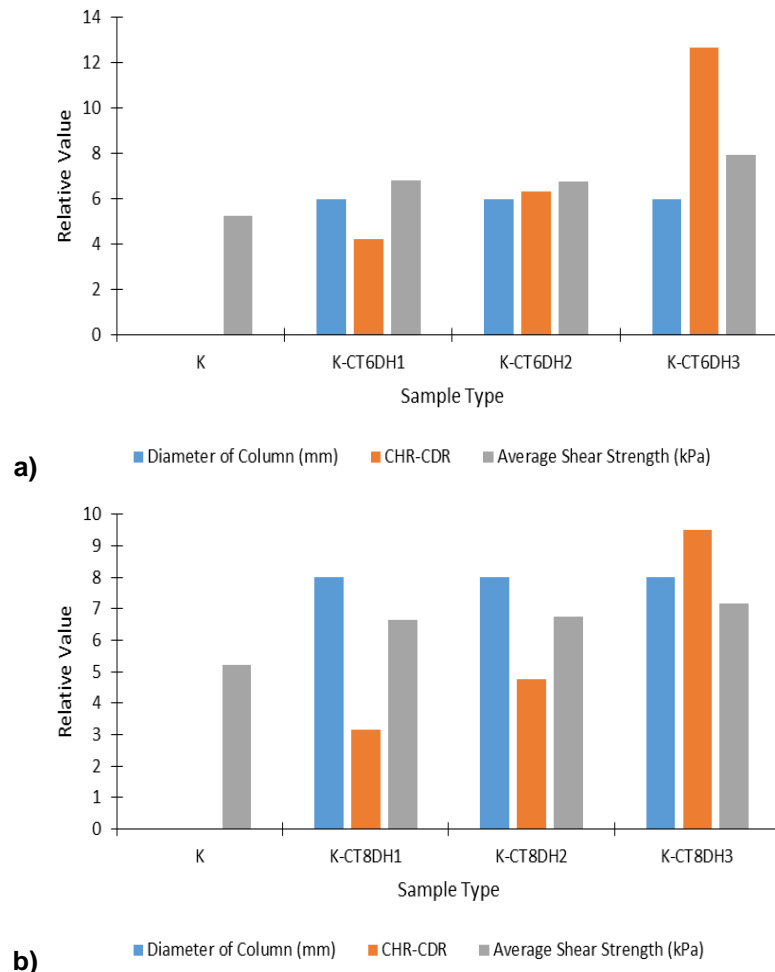 14
12
10
8
6
4
2
0
Relative Value
K K-CT6DH1 K-CT6DH2 K-CT6DH3
Sample Type
a) Diameter of Column (mm) CHR-CDR Average Shear Strength (kPa)
10
9
8
7
6
5
4
3
2
1
0
Relative Value
K K-CT8DH1 K-CT8DH2 K-CT8DH3
Sample Type
b) Diameter of Column (mm) CHR-CDR Average Shear Strength (kPa)